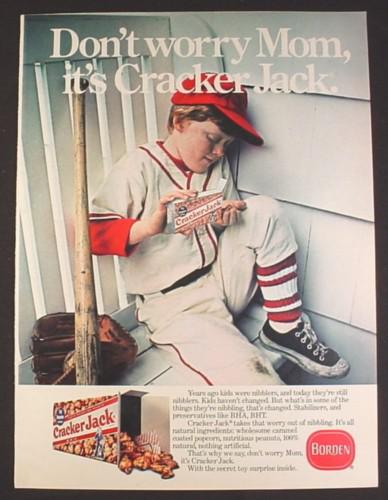 Don't worry Mom,
it's Cracker Jack.®
Cracker Jack
Years ago kids were nibblers, and today they're still
nibblers. Kids haven't changed. But what's in some of the
things they're nibbling, that's changed. Stabilizers, and
preservatives like BHA, BHT.
Cracker Jack® takes that worry out of nibbling. It's all
natural ingredients: wholesome caramel
coated popcorn, nutritious peanuts, 100%
natural, nothing artificial.
That's why we say, don't worry Mom,
it's Cracker Jack.
With the secret toy surprise inside.
Cracker Jack
BORDEN